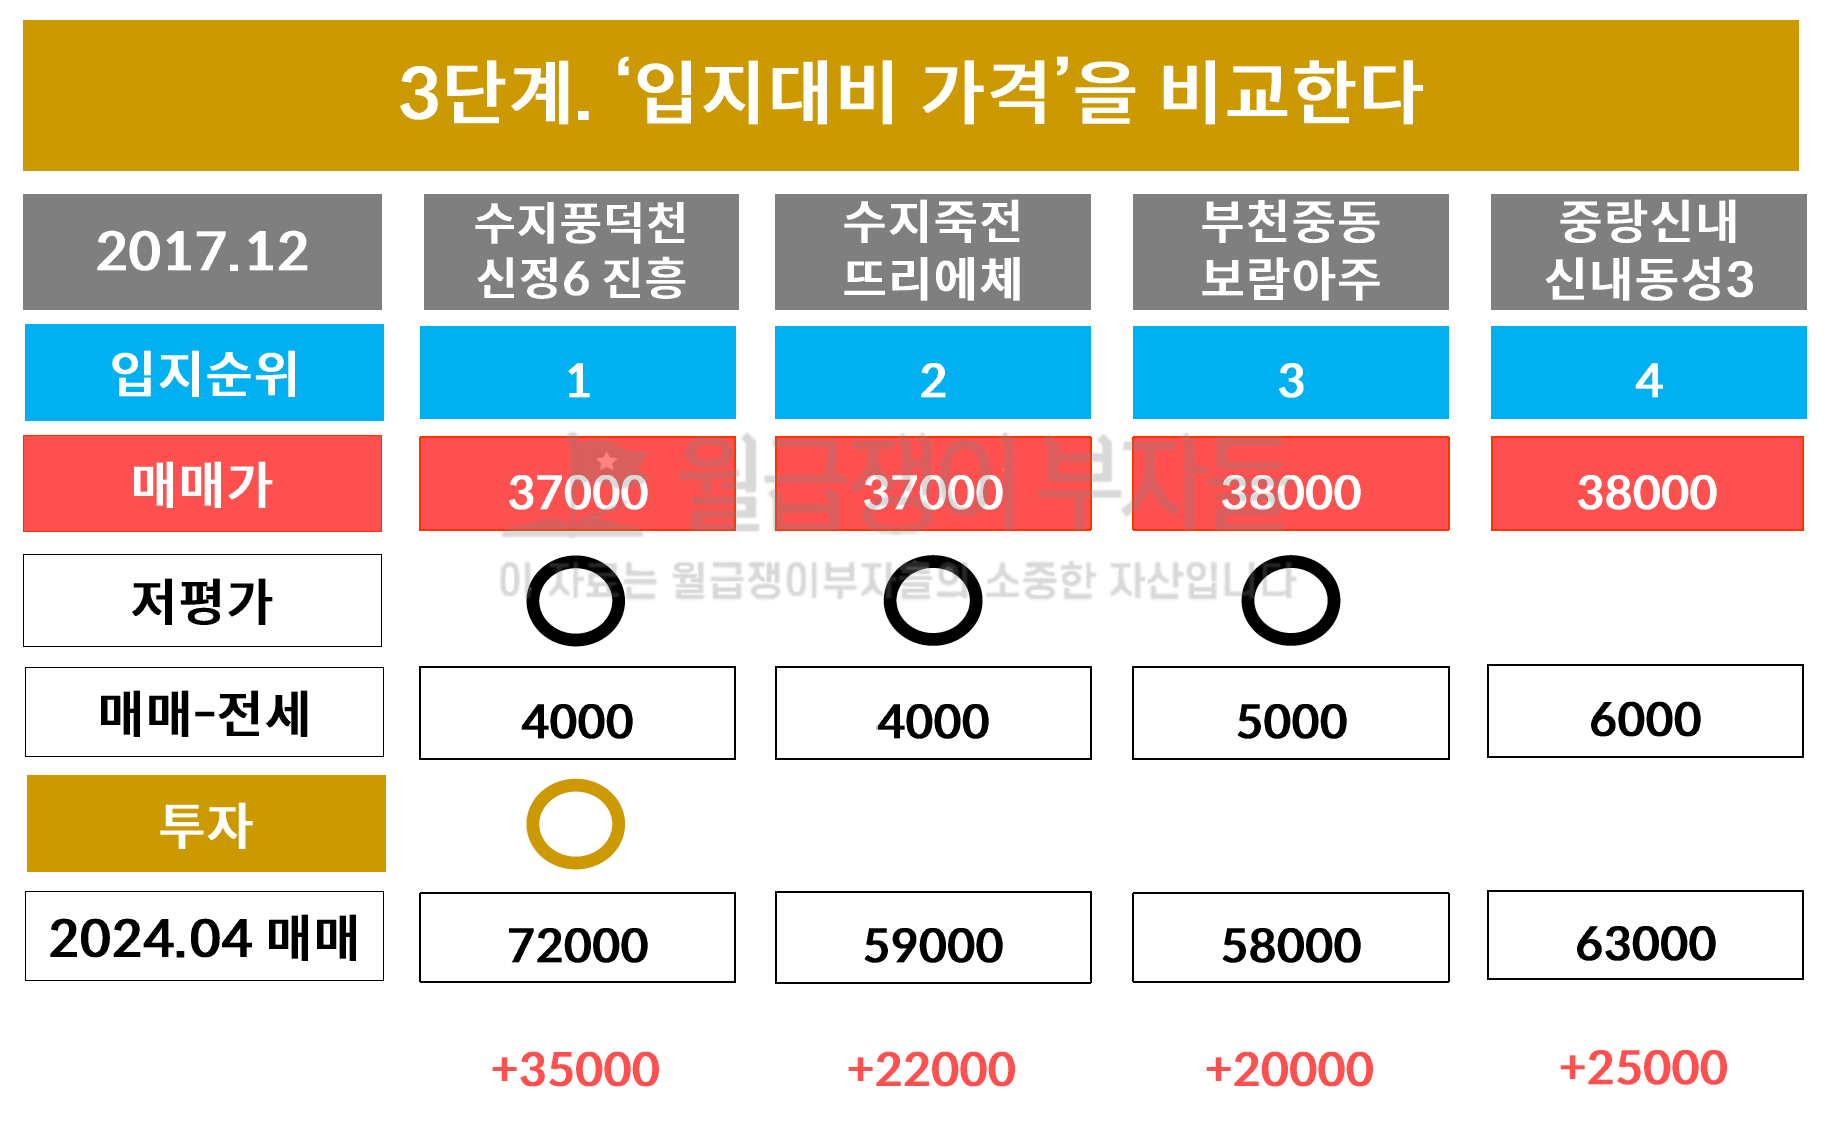 3단계. ‘입지대비 가격’을 비교한다
2017.12
수지풍덕천
신정6 진흥
수지죽전
뜨리에체
부천중동
보람아주
중랑신내
신내동성3
입지순위
1
2
3
4
매매가
37000
37000
38000
38000
월급쟁이 부자들
저평가
이 자료는 월급쟁이부자들의 소중한 자산입니다
매매-전세
4000
4000
5000
6000
투자
2024.04 매매
72000
59000
58000
63000
+35000
+22000
+20000
+25000